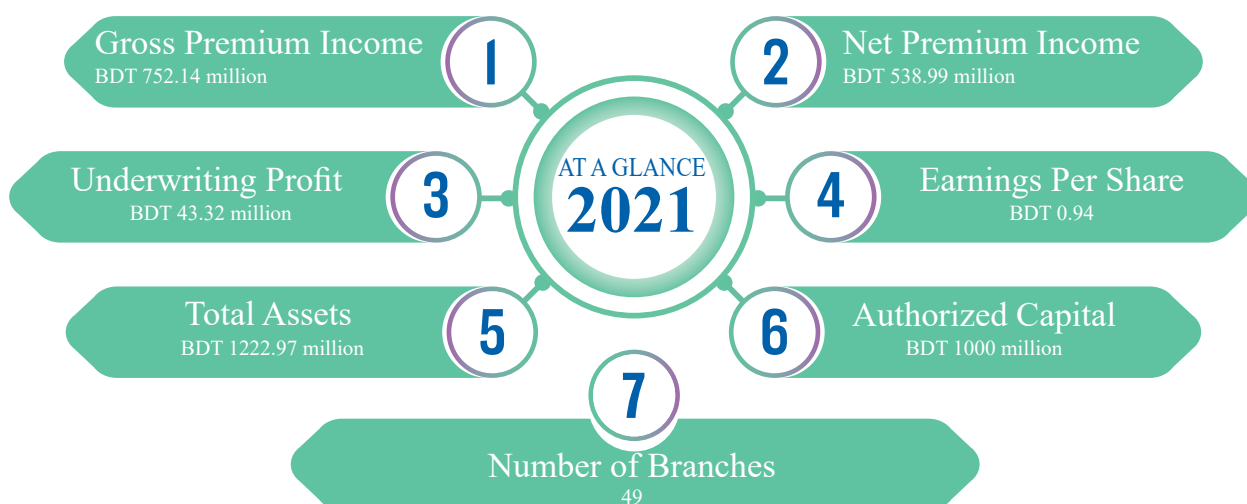 Gross Premium Income
BDT 752.14 million
1
2
Net Premium Income
BDT 538.99 million
Underwriting Profit
BDT 43.32 million
3
AT A GLANCE
2021
4
Earnings Per Share
BDT 0.94
Total Assets
BDT 1222.97 million
5
6
Authorized Capital
BDT 1000 million
7
Number of Branches
49